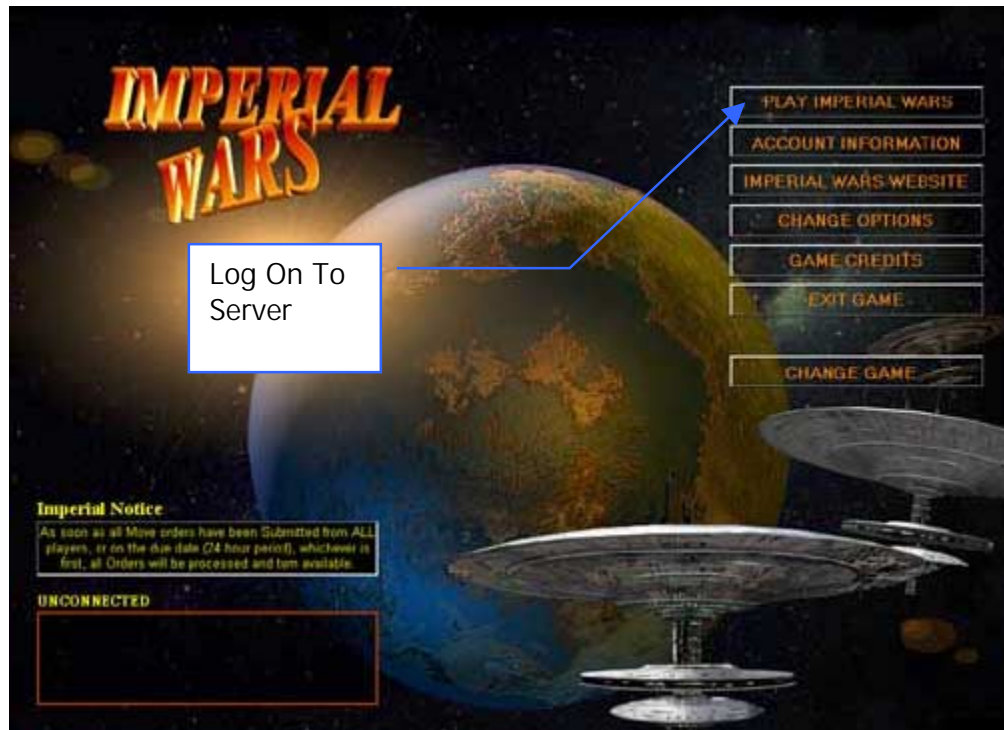 IMPERIAL
WARS
PLAY IMPERIAL WARS
ACCOUNT INFORMATION
IMPERIAL WARS WEBSITE
CHANGE OPTIONS
GAME CREDITS
EXIT GAME
CHANGE GAME
Log On To
Server
Imperial Notice
As soon as all Move orders have been Submitted from ALL
players, or on the due date (24 hour period), whichever is
first, all Orders will be processed and turn available.
UNCONNECTED